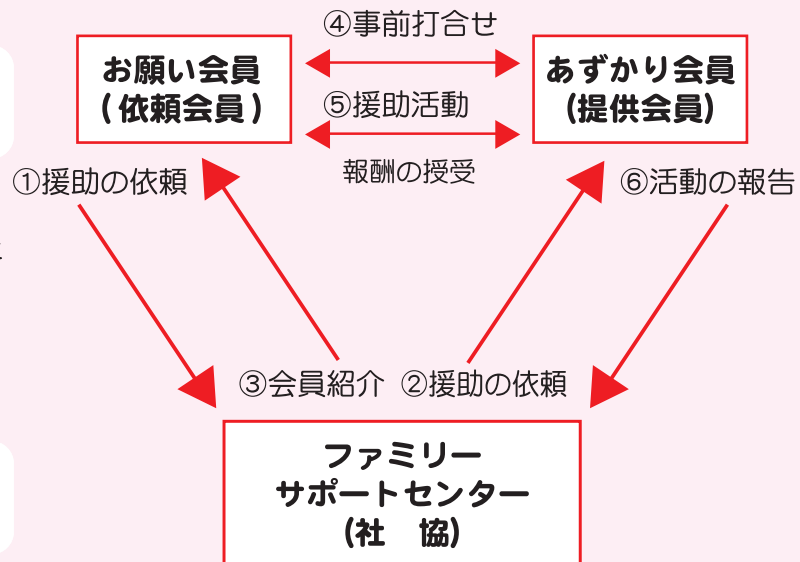 ④事前打合せ
お願い会員
(依頼会員)
あずかり会員
(提供会員)
⑤援助活動
報酬の授受
①援助の依頼
⑥活動の報告
③会員紹介
②援助の依頼
ファミリー
サポートセンター
(社　協)